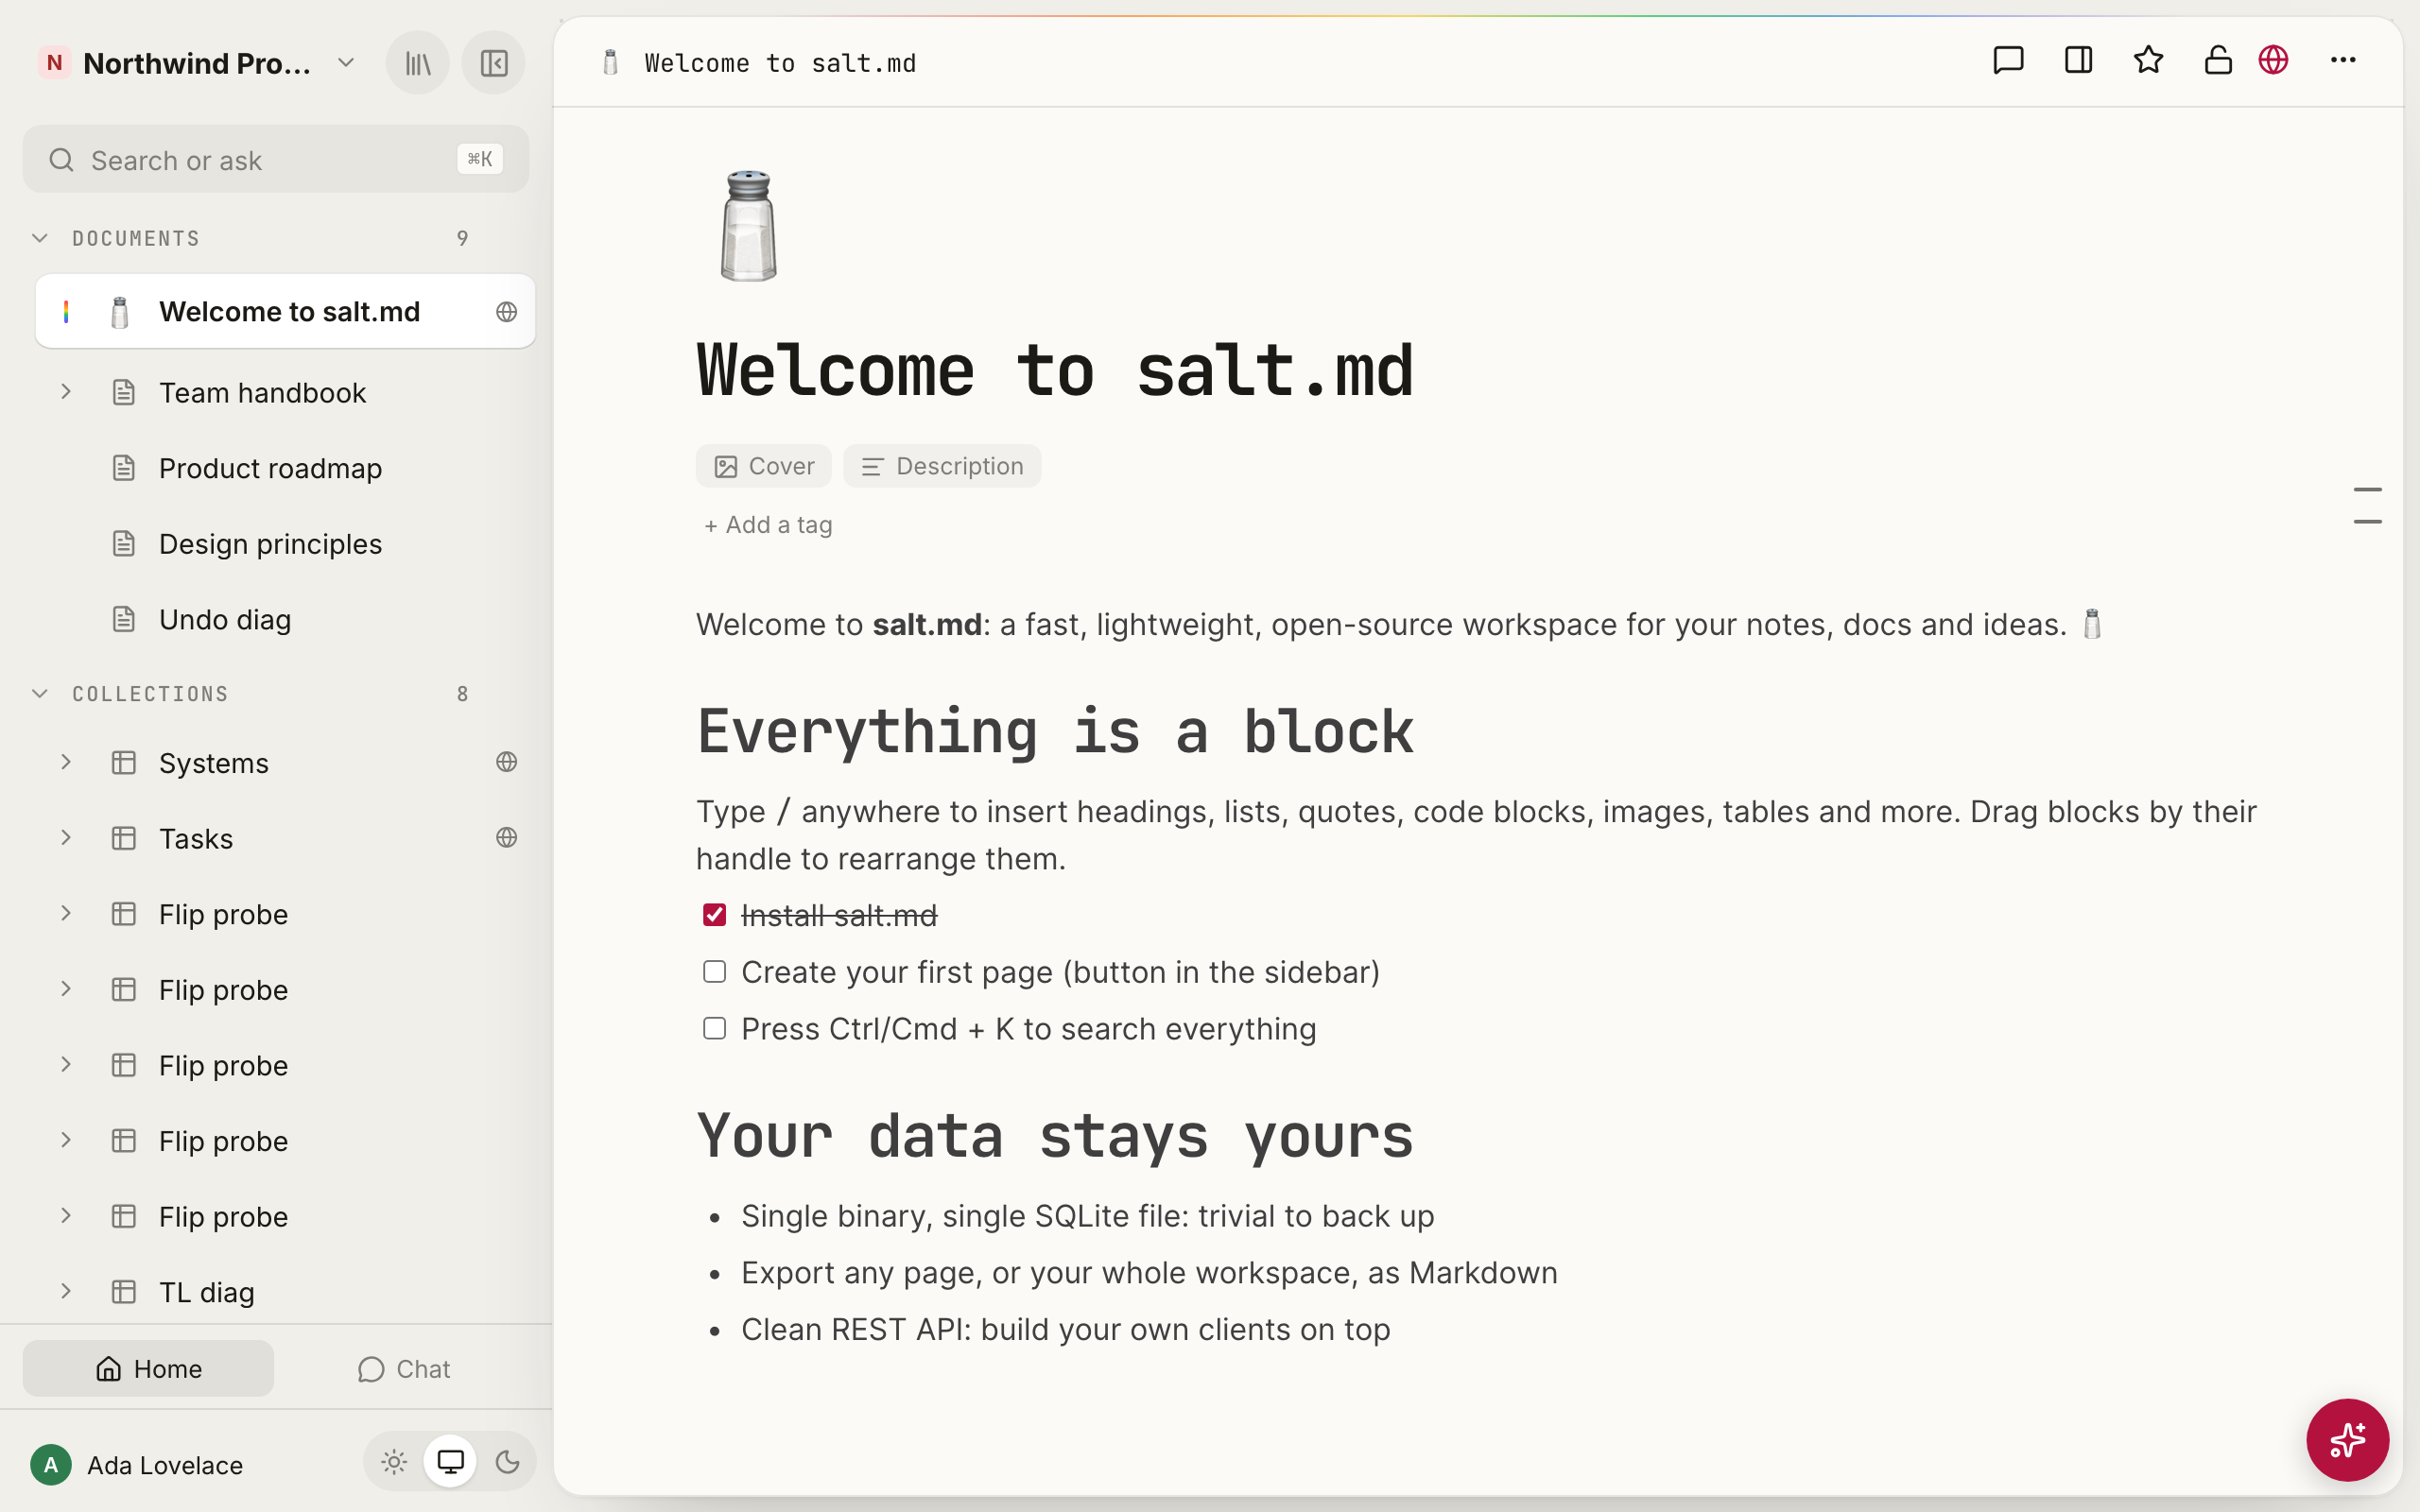 N Northwind Pro...
Search or ask ⌘K
DOCUMENTS 9
Welcome to salt.md
Team handbook
Product roadmap
Design principles
Undo diag
COLLECTIONS 8
Systems
Tasks
Flip probe
Flip probe
Flip probe
Flip probe
Flip probe
TL diag
Home Chat
A Ada Lovelace
Welcome to salt.md
Welcome to salt.md
Cover Description
+ Add a tag
Welcome to salt.md: a fast, lightweight, open-source workspace for your notes, docs and ideas.
Everything is a block
Type / anywhere to insert headings, lists, quotes, code blocks, images, tables and more. Drag blocks by their
handle to rearrange them.
Install salt.md
Create your first page (button in the sidebar)
Press Ctrl/Cmd + K to search everything
Your data stays yours
• Single binary, single SQLite file: trivial to back up
• Export any page, or your whole workspace, as Markdown
• Clean REST API: build your own clients on top